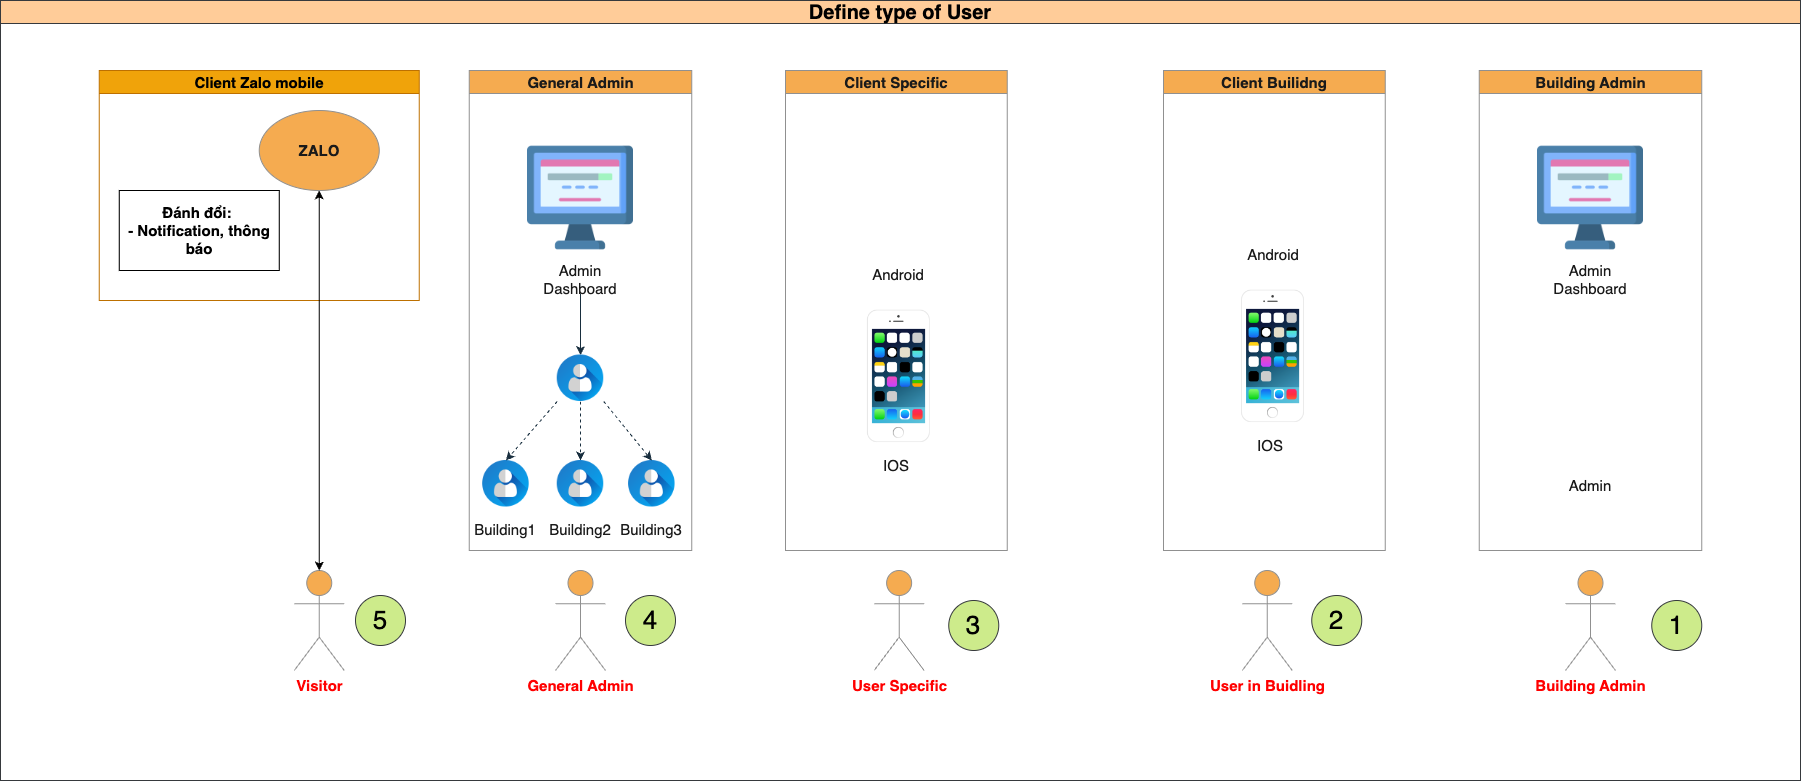 Define type of User
Client Zalo mobile
ZALO
Đánh đổi:
- Notification, thông
báo
General Admin
Admin
Dashboard
Building1
Building2
Building3
Client Specific
Android
IOS
Client Builidng
Android
IOS
Building Admin
Admin
Dashboard
Admin
5
Visitor
4
General Admin
3
User Specific
2
User in Buidling
1
Building Admin